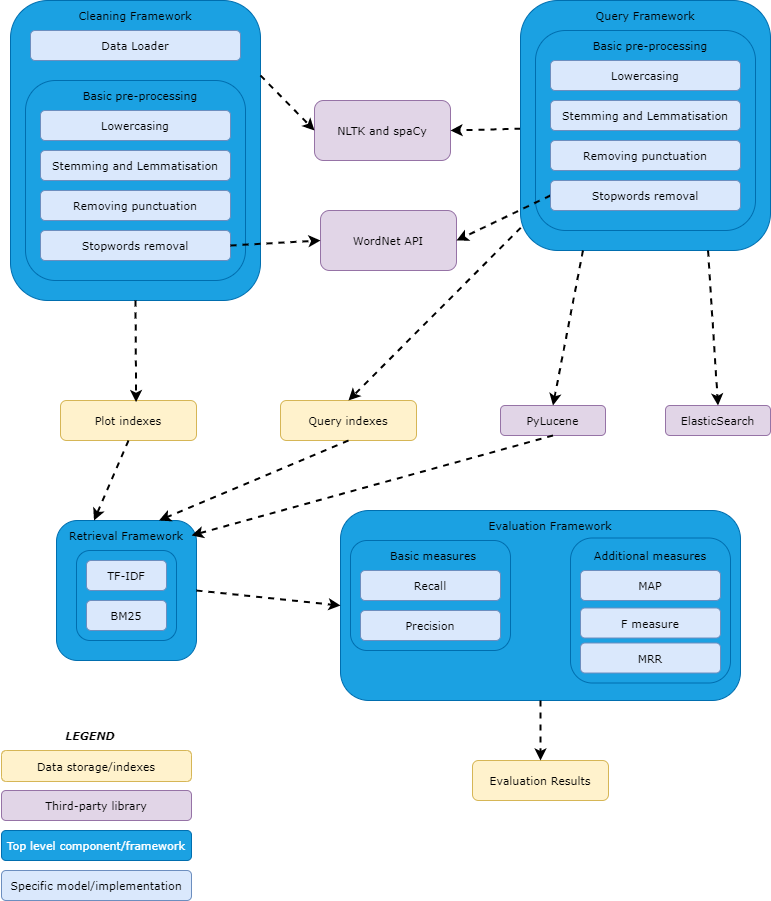 Cleaning Framework
Data Loader
Basic pre-processing
Lowercasing
Stemming and Lemmatisation
Removing punctuation
Stopwords removal
NLTK and spaCy
WordNet API
Query Framework
Basic pre-processing
Lowercasing
Stemming and Lemmatisation
Removing punctuation
Stopwords removal
Plot indexes
Query indexes
PyLucene
ElasticSearch
Retrieval Framework
TF-IDF
BM25
Evaluation Framework
Basic measures
Recall
Precision
Additional measures
MAP
F measure
MRR
Evaluation Results
LEGEND
Data storage/indexes
Third-party library
Top level component/framework
Specific model/implementation